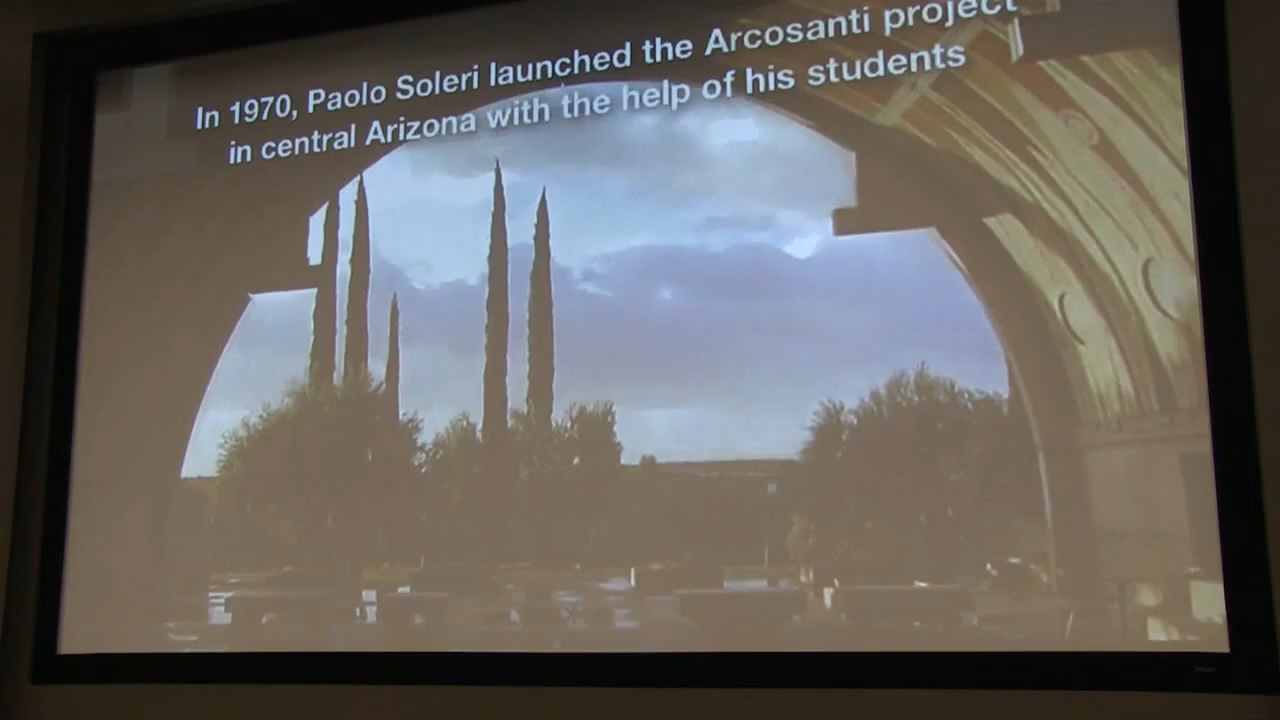 In 1970, Paolo Soleri launched the Arcosanti project
in central Arizona with the help of his students